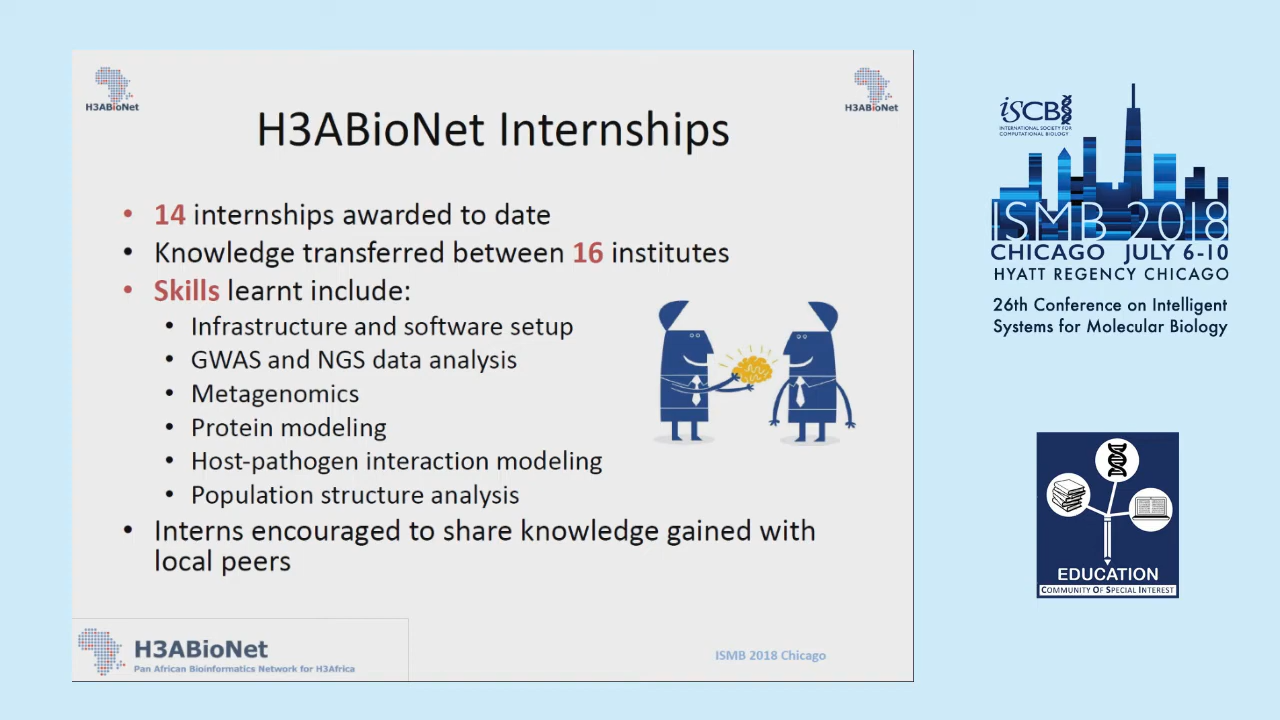 H3ABioNet
H3ABioNet
H3ABioNet Internships
• 14 internships awarded to date
• Knowledge transferred between 16 institutes
• Skills learnt include:
• Infrastructure and software setup
• GWAS and NGS data analysis
• Metagenomics
• Protein modeling
• Host-pathogen interaction modeling
• Population structure analysis
• Interns encouraged to share knowledge gained with
local peers
H3ABioNet
Pan African Bioinformatics Network for H3Africa
ISMB 2018 Chicago
iSCB
INTERNATIONAL SOCIETY FOR
COMPUTATIONAL BIOLOGY
ISMB 2018
CHICAGO JULY 6-10
HYATT REGENCY CHICAGO
26th Conference on Intelligent
Systems for Molecular Biology
EDUCATION
COMMUNITY OF SPECIAL INTEREST